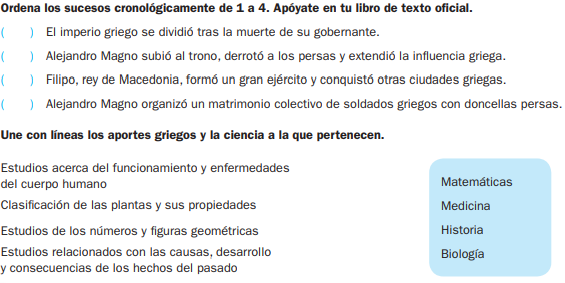 Ordena los sucesos cronológicamente de 1 a 4. Apóyate en tu libro de texto oficial.
( ) El imperio griego se dividió tras la muerte de su gobernante.
( ) Alejandro Magno subió al trono, derrotó a los persas y extendió la influencia griega.
( ) Filipo, rey de Macedonia, formó un gran ejército y conquistó otras ciudades griegas.
( ) Alejandro Magno organizó un matrimonio colectivo de soldados griegos con doncellas persas.
Une con líneas los aportes griegos y la ciencia a la que pertenecen.
Estudios acerca del funcionamiento y enfermedades
del cuerpo humano
Clasificación de las plantas y sus propiedades
Estudios de los números y figuras geométricas
Estudios relacionados con las causas, desarrollo
y consecuencias de los hechos del pasado
Matemáticas
Medicina
Historia
Biología